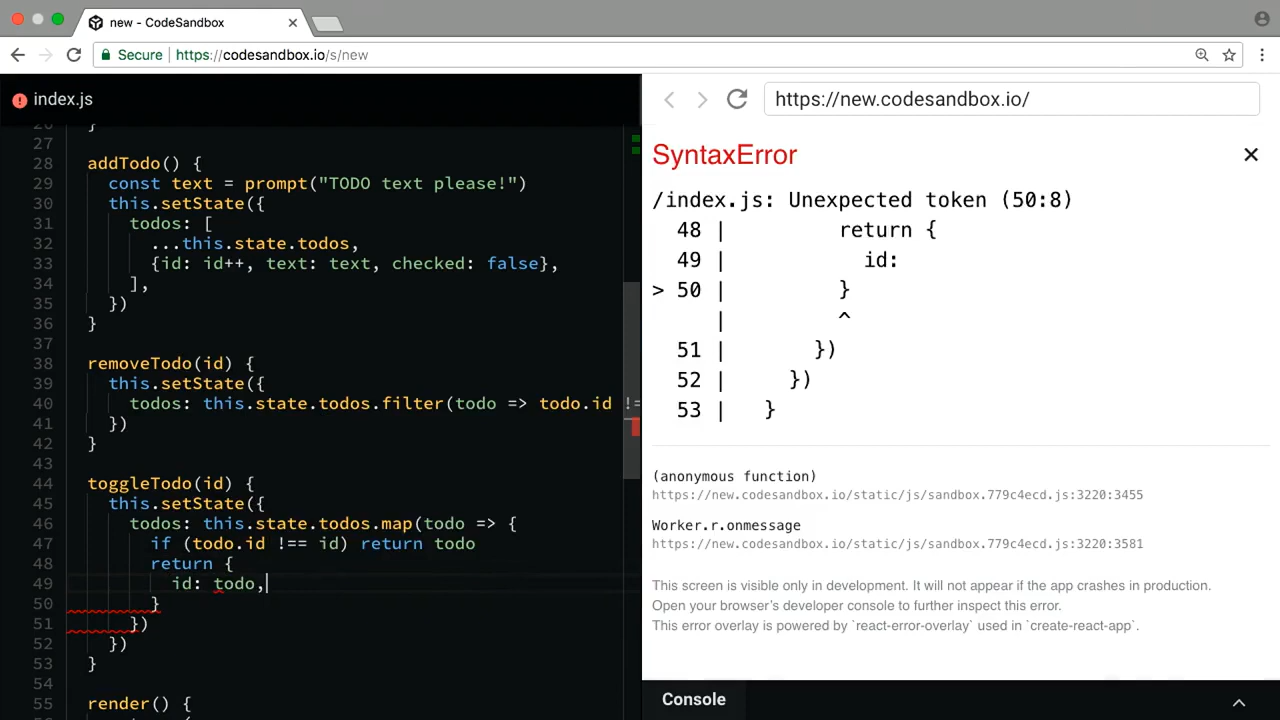 new - CodeSandbox
Secure https://codesandbox.io/s/new
index.js
26 }
27
28 addTodo() {
29 const text = prompt("TODO text please!")
30 this.setState({
31 todos: [
32 ...this.state.todos,
33 {id: id++, text: text, checked: false},
34 ],
35 })
36 }
37
38 removeTodo(id) {
39 this.setState({
40 todos: this.state.todos.filter(todo => todo.id !=
41 })
42 }
43
44 toggleTodo(id) {
45 this.setState({
46 todos: this.state.todos.map(todo => {
47 if (todo.id !== id) return todo
48 return {
49 id: todo,
50 }
51 })
52 })
53 }
54
55 render() {
https://new.codesandbox.io/
SyntaxError
/index.js: Unexpected token (50:8)
48 | return {
49 | id:
> 50 | }
| ^
51 | })
52 | })
53 | }
(anonymous function)
https://new.codesandbox.io/static/js/sandbox.779c4ecd.js:3220:3455
Worker.r.onmessage
https://new.codesandbox.io/static/js/sandbox.779c4ecd.js:3220:3581
This screen is visible only in development. It will not appear if the app crashes in production.
Open your browser's developer console to further inspect this error.
This error overlay is powered by `react-error-overlay` used in `create-react-app`.
Console